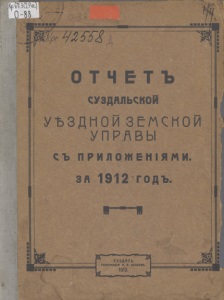 42558
ОТЧЕТЪ
СУЗДАЛЬСКОЙ
УѢЗДНОЙ ЗЕМСКОЙ
УПРАВЫ
СЪ ПРИЛОЖЕНІЯМИ.
ЗА 1912 ГОДЪ.